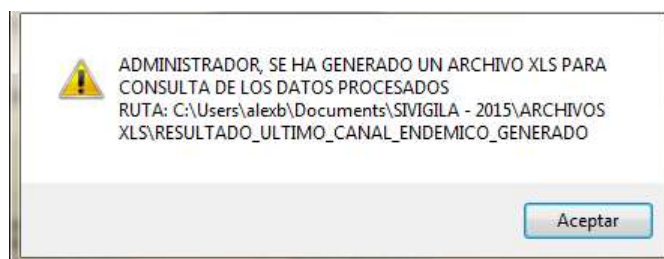 ADMINISTRADOR, SE HA GENERADO UN ARCHIVO XLS PARA
CONSULTA DE LOS DATOS PROCESADOS
RUTA: C:\Users\alexb\Documents\SIVIGILA - 2015\ARCHIVOS
XLS\RESULTADO_ULTIMO_CANAL_ENDEMICO_GENERADO
Aceptar